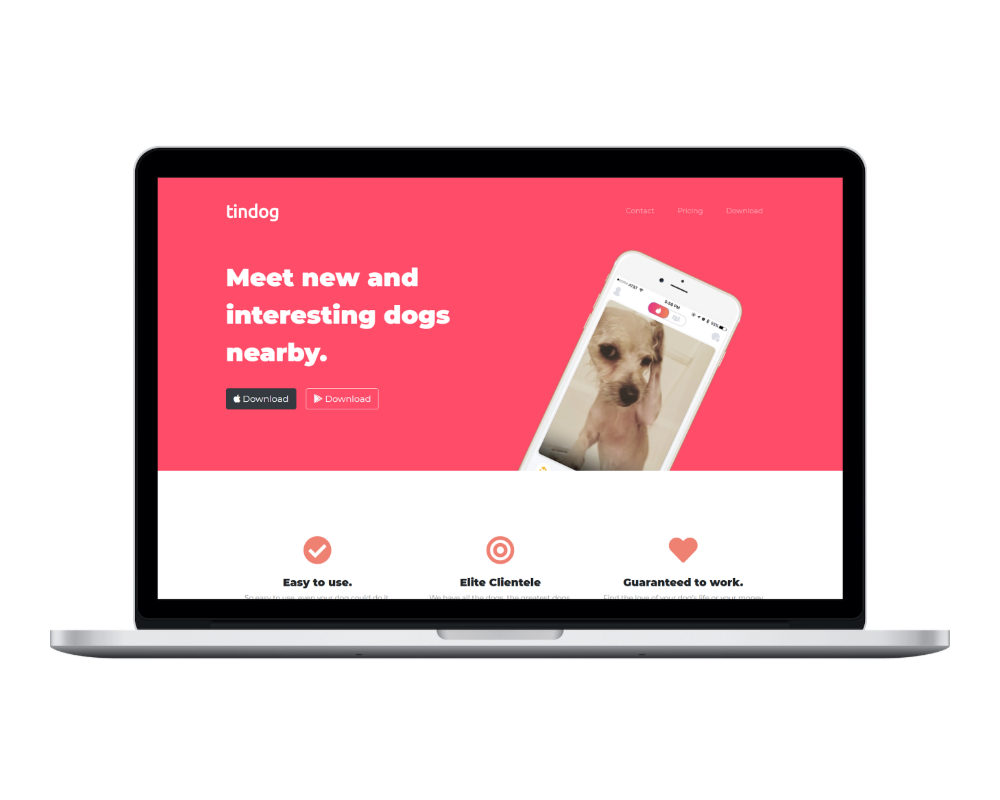 tindog
Contact Pricing Download
Meet new and
interesting dogs
nearby.
Download Download
AT&T 5:58 PM
Easy to use. Elite Clientele Guaranteed to work.
So easy to use, even your dog could do it. We have all the dogs, the greatest dogs Find the love of your dog's life or your money